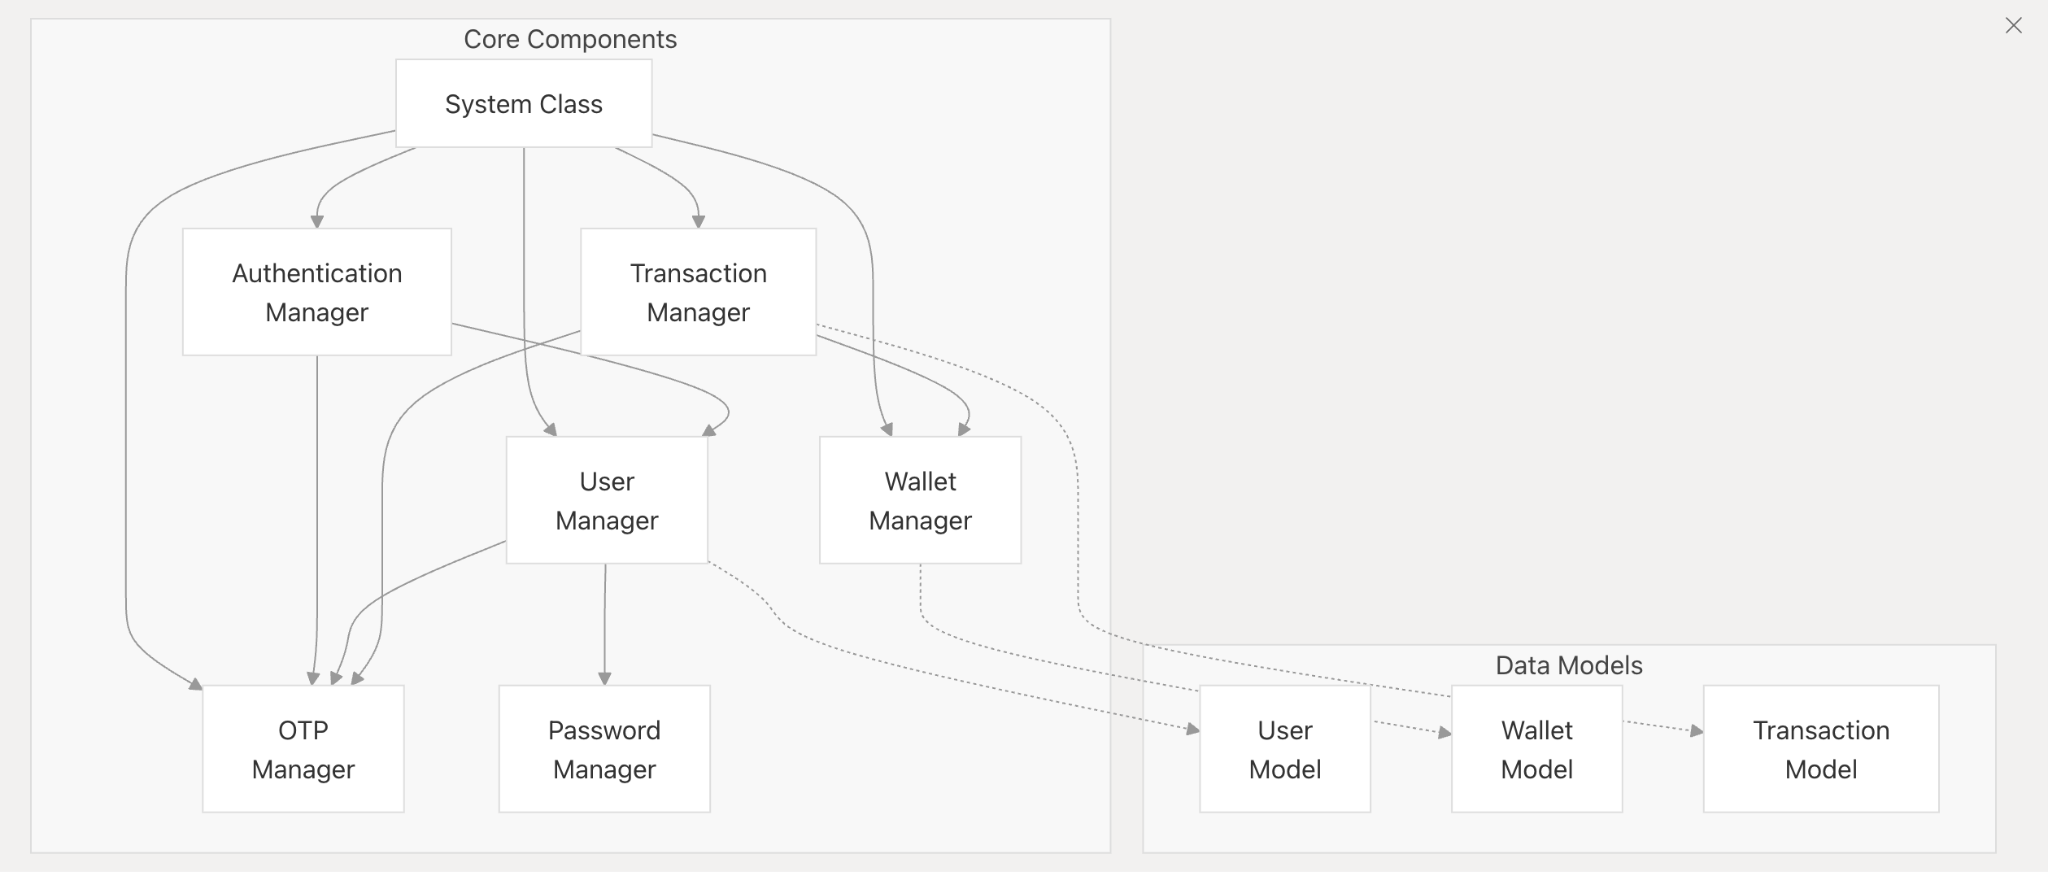 Core Components
System Class
Authentication
Manager
Transaction
Manager
User
Manager
Wallet
Manager
OTP
Manager
Password
Manager
Data Models
User
Model
Wallet
Model
Transaction
Model